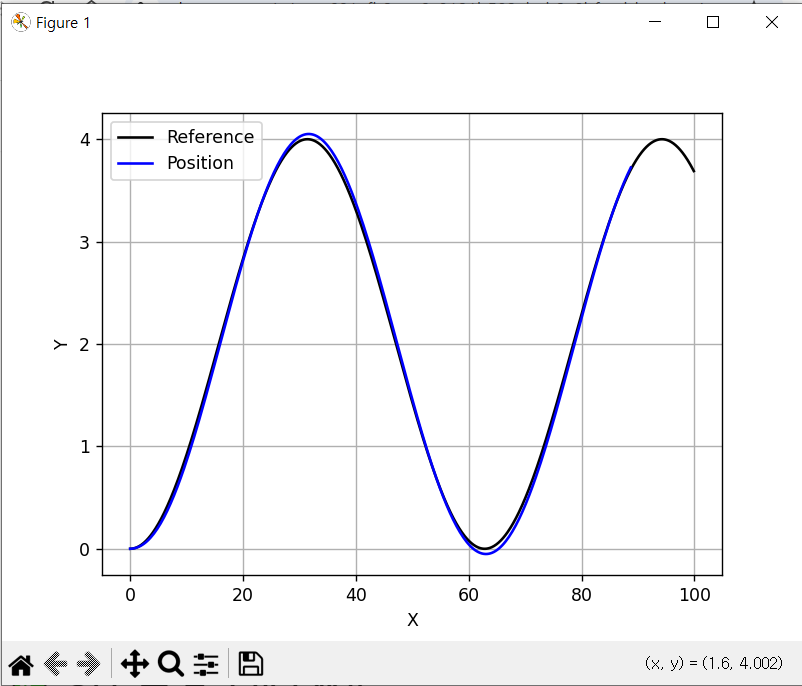 Figure 1
Reference
Position
4
3
2
1
0
Y
0 20 40 60 80 100
X
(x, y) = (1.6, 4.002)